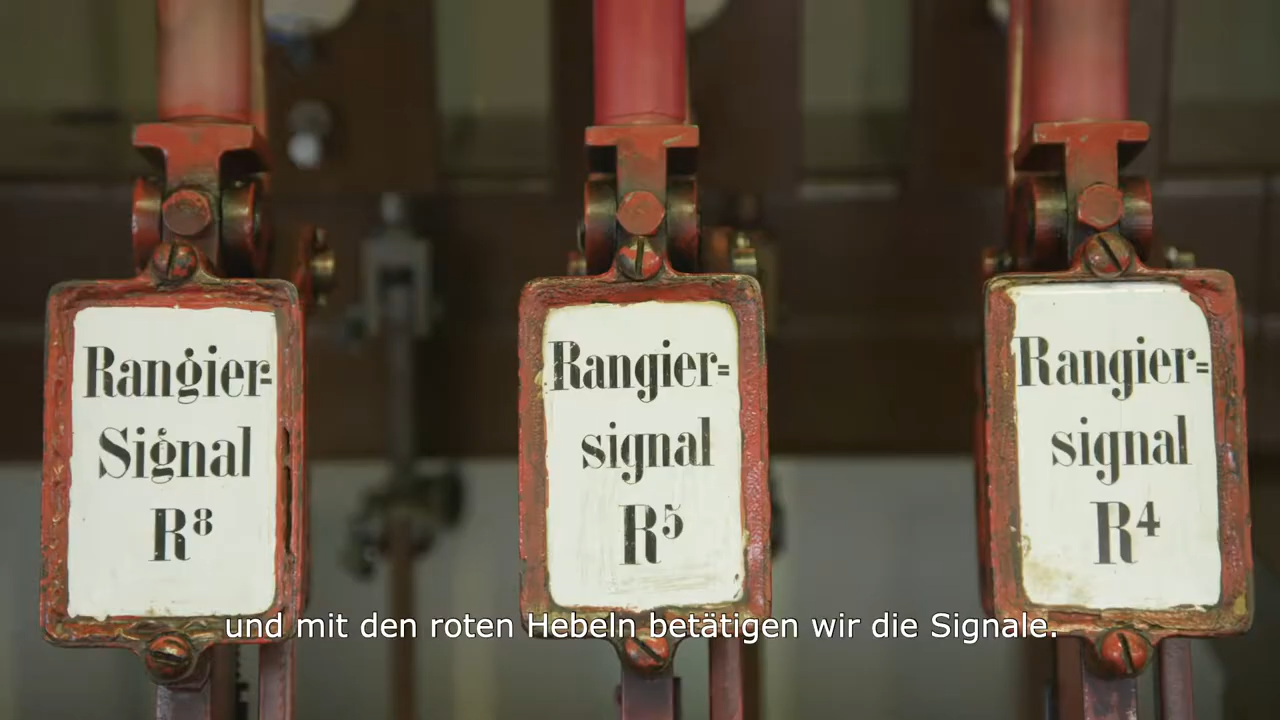 Rangier=
Signal
R8
Rangier=
signal
R5
Rangier=
signal
R4
und mit den roten Hebeln betätigen wir die Signale.